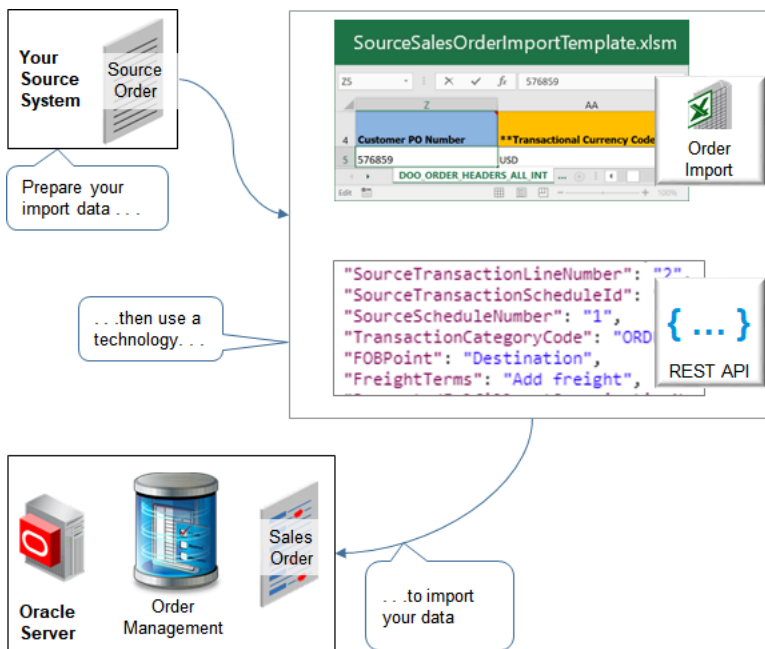 Your
Source
System
Source
Order
Prepare your
import data . . .
SourceSalesOrderImportTemplate.xlsm
Z5
fx
576859
Z
AA
4
Customer PO Number
**Transactional Currency Code
5
576859
USD
DOO_ORDER_HEADERS_ALL_INT
...
Edit
100%
Order
Import
. . .then use a
technology. . .
"SourceTransactionLineNumber": "2",
"SourceTransactionScheduleId":
"SourceScheduleNumber": "1",
"TransactionCategoryCode": "ORD
"FOBPoint": "Destination",
"FreightTerms": "Add freight",
{ ... }
REST API
Oracle
Server
Order
Management
Sales
Order
. . .to import
your data